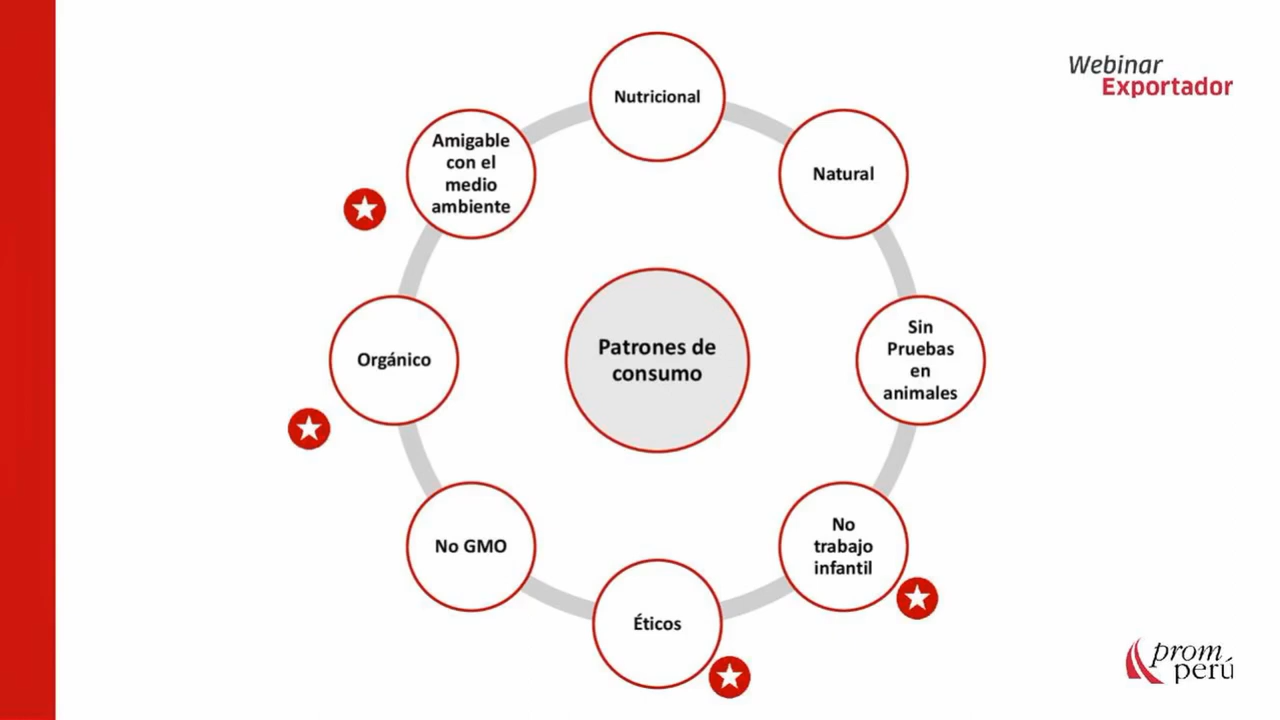 Webinar
Exportador
Nutricional
Natural
Sin
Pruebas
en
animales
No
trabajo
infantil
Éticos
No GMO
Orgánico
Amigable
con el
medio
ambiente
Patrones de
consumo
prom
perú